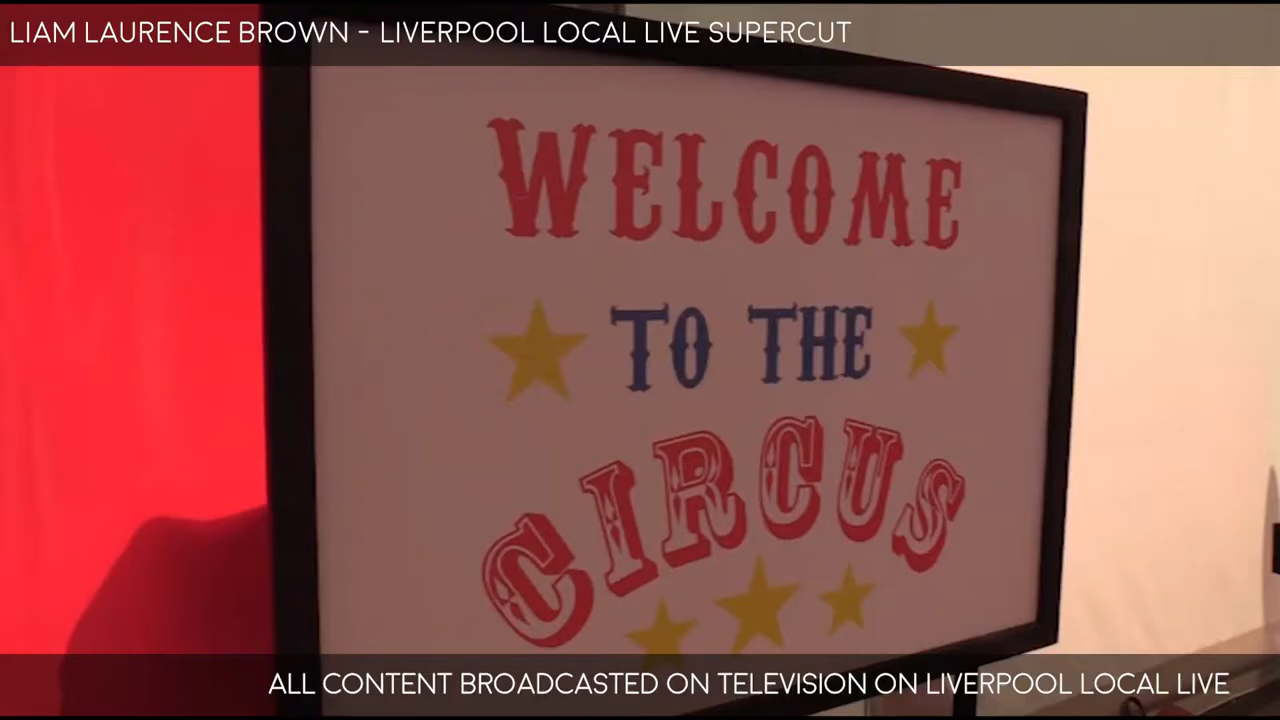 LIAM LAURENCE BROWN - LIVERPOOL LOCAL LIVE SUPERCUT
WELCOME
TO THE
CIRCUS
ALL CONTENT BROADCASTED ON TELEVISION ON LIVERPOOL LOCAL LIVE